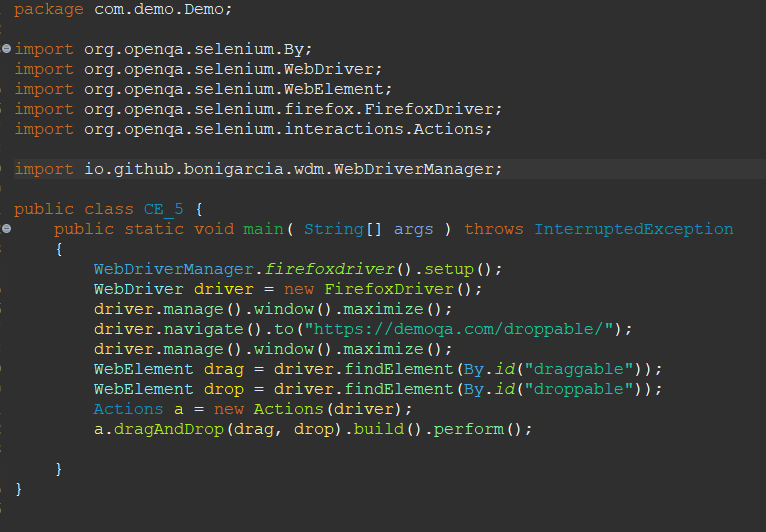 package com.demo.Demo;
import org.openqa.selenium.By;
import org.openqa.selenium.WebDriver;
import org.openqa.selenium.WebElement;
import org.openqa.selenium.firefox.FirefoxDriver;
import org.openqa.selenium.interactions.Actions;
import io.github.bonigarcia.wdm.WebDriverManager;
public class CE_5 {
public static void main( String[] args ) throws InterruptedException
{
WebDriverManager.firefoxdriver().setup();
WebDriver driver = new FirefoxDriver();
driver.manage().window().maximize();
driver.navigate().to("https://demoqa.com/droppable/");
driver.manage().window().maximize();
WebElement drag = driver.findElement(By.id("draggable"));
WebElement drop = driver.findElement(By.id("droppable"));
Actions a = new Actions(driver);
a.dragAndDrop(drag, drop).build().perform();
}
}